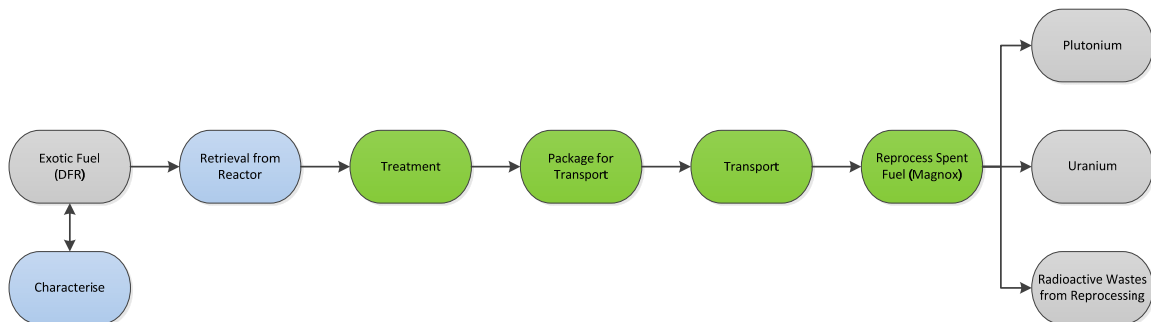 Plutonium
Exotic Fuel
(DFR)
Retrieval from
Reactor
Treatment
Package for
Transport
Transport
Reprocess Spent
Fuel (Magnox)
Uranium
Characterise
Radioactive Wastes
from Reprocessing